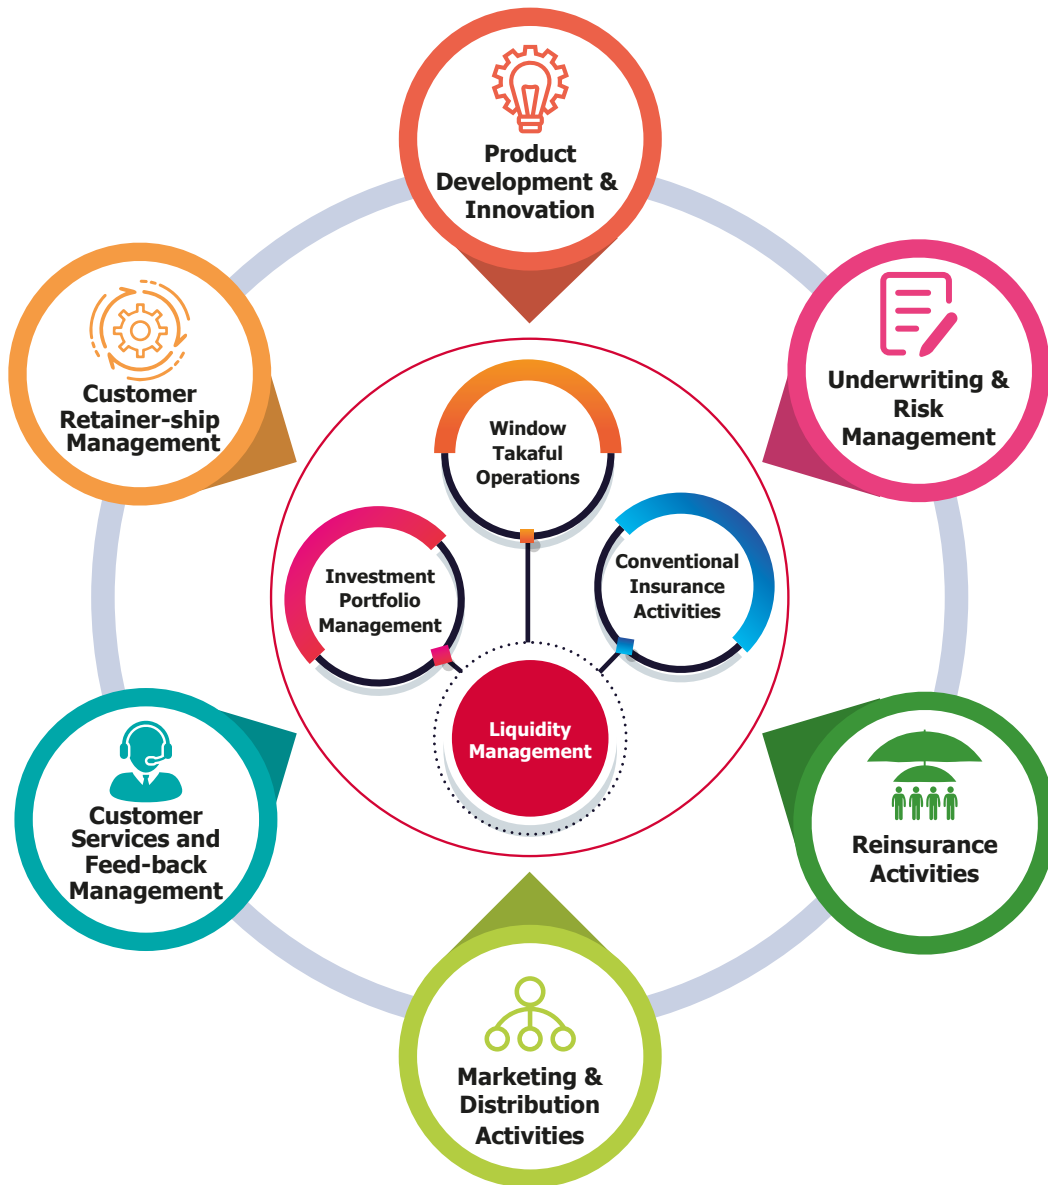 Product
Development &
Innovation
Underwriting &
Risk
Management
Reinsurance
Activities
Marketing &
Distribution
Activities
Customer
Services and
Feed-back
Management
Customer
Retainer-ship
Management
Window
Takaful
Operations
Conventional
Insurance
Activities
Investment
Portfolio
Management
Liquidity
Management